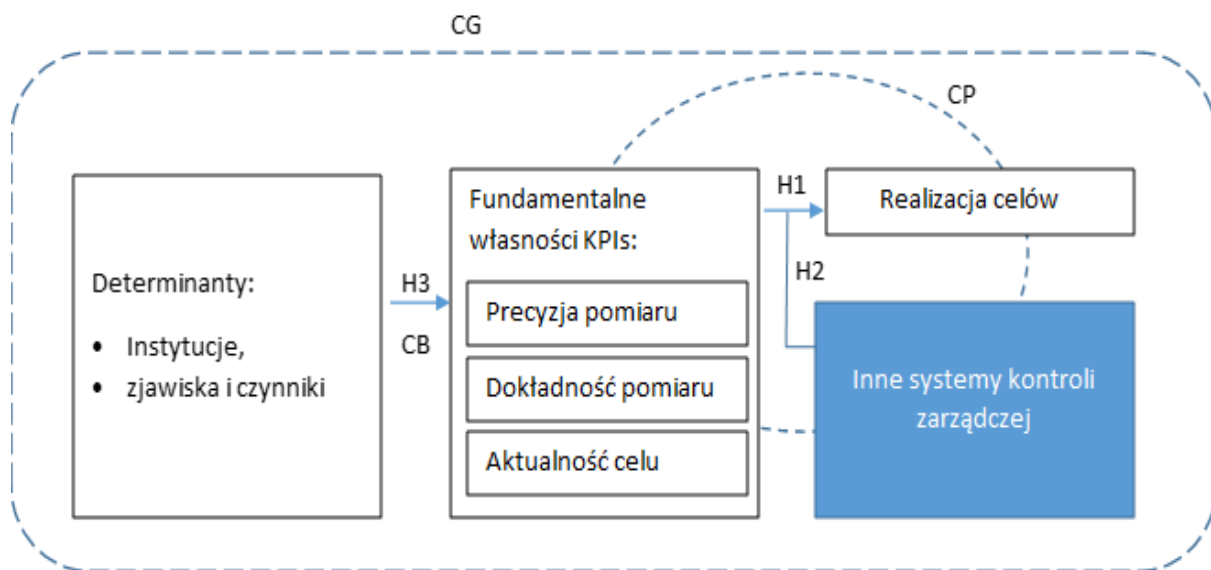 CG
CP
Determinanty:
• Instytucje,
• zjawiska i czynniki
H3
CB
Fundamentalne
własności KPIs:
Precyzja pomiaru
Dokładność pomiaru
Aktualność celu
H1
H2
Realizacja celów
Inne systemy kontroli
zarządczej